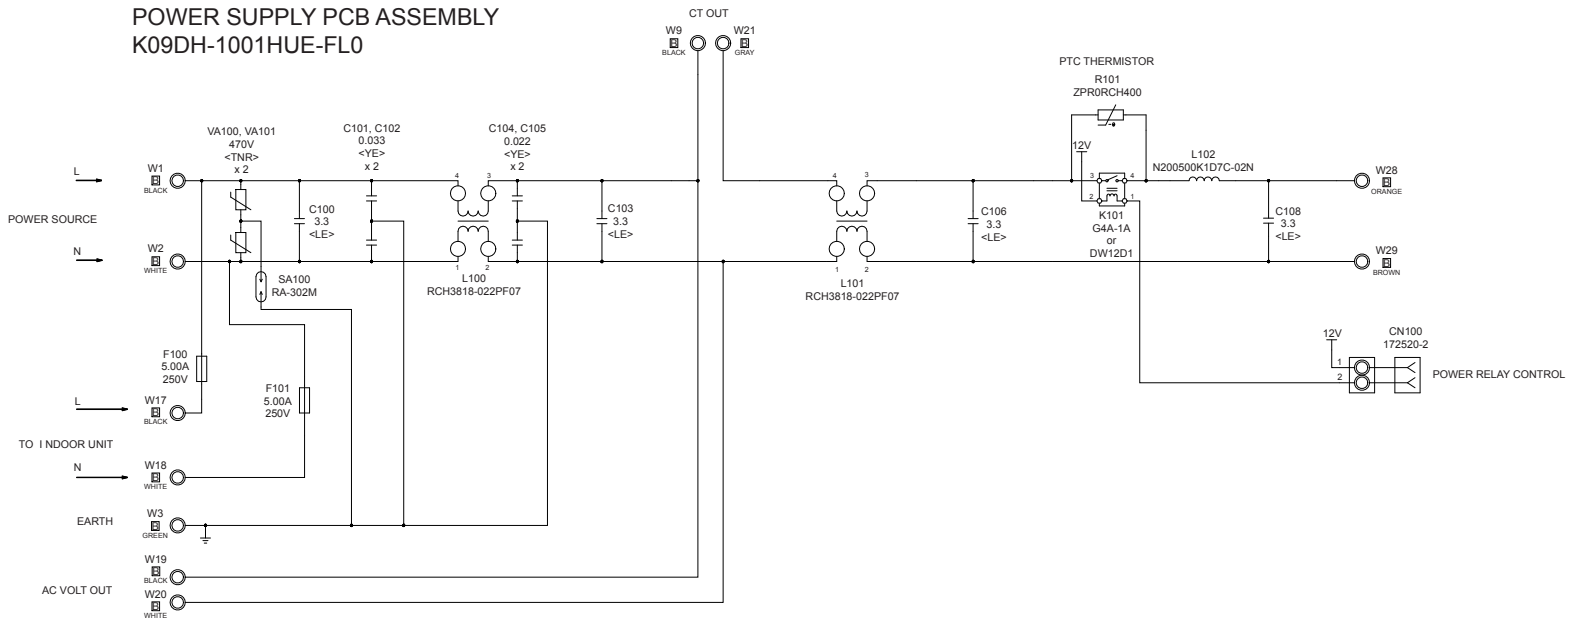 POWER SUPPLY PCB ASSEMBLY
K09DH-1001HUE-FL0
CT OUT
W9
B
BLACK
W21
B
GRAY
PTC THERMISTOR
R101
ZPR0RCH400
-θ
VA100, VA101
470V
<TNR>
x 2
C101, C102
0.033
<YE>
x 2
C104, C105
0.022
<YE>
x 2
12V
L102
N200500K1D7C-02N
L
W1
B
BLACK
4
3
4
3
3
4
W28
B
ORANGE
POWER SOURCE
C100
3.3
<LE>
C103
3.3
<LE>
C106
3.3
<LE>
2
1
K101
G4A-1A
or
DW12D1
C108
3.3
<LE>
N
W2
B
WHITE
1
2
L100
RCH3818-022PF07
1
2
L101
RCH3818-022PF07
W29
B
BROWN
SA100
RA-302M
F100
5.00A
250V
F101
5.00A
250V
12V
CN100
172520-2
1
2
POWER RELAY CONTROL
L
W17
B
BLACK
TO I NDOOR UNIT
N
W18
B
WHITE
EARTH
W3
B
GREEN
W19
B
BLACK
AC VOLT OUT
W20
B
WHITE